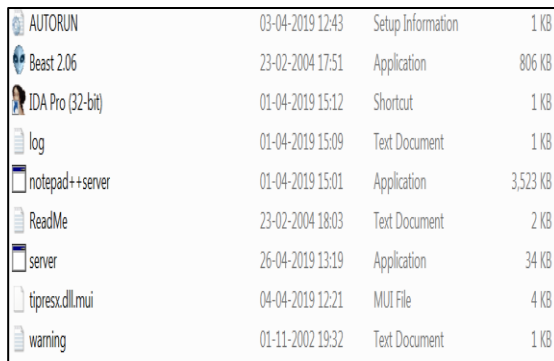 AUTORUN 03-04-2019 12:43 Setup Information 1 KB
Beast 2.06 23-02-2004 17:51 Application 806 KB
IDA Pro (32-bit) 01-04-2019 15:12 Shortcut 1 KB
log 01-04-2019 15:09 Text Document 1 KB
notepad++server 01-04-2019 15:01 Application 3,523 KB
ReadMe 23-02-2004 18:03 Text Document 2 KB
server 26-04-2019 13:19 Application 34 KB
tipresx.dll.mui 04-04-2019 12:21 MUI File 4 KB
warning 01-11-2002 19:32 Text Document 1 KB